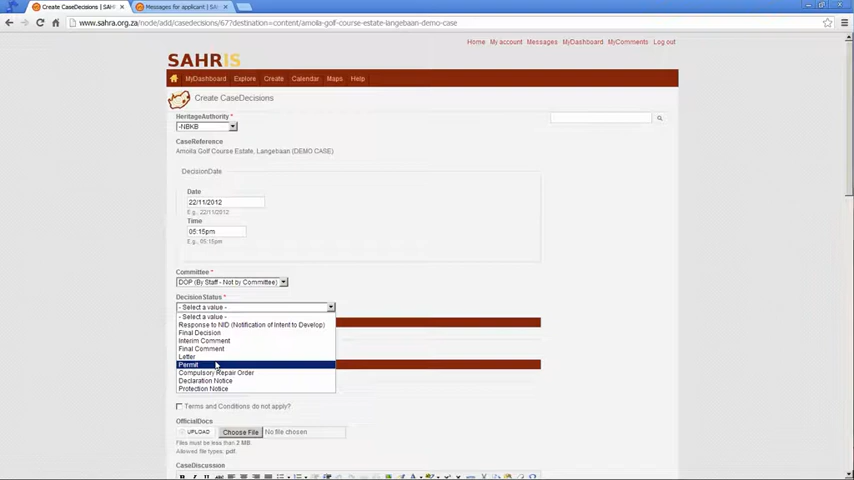 Create CaseDecisions | SAHR
Messages for applicant | SAH
www.sahra.org.za/node/add/casedecisions/677destination=content/amoila-golf-course-estate-langebaan-demo-case
Home My account Messages MyDashboard MyComments Log out
SAHRIS
MyDashboard Explore Create Calendar Maps Help
Create CaseDecisions
HeritageAuthority *
-NBKB
CaseReference
Amoila Golf Course Estate, Langebaan (DEMO CASE)
DecisionDate
Date
22/11/2012
E.g., 22/11/2012
Time
05:15pm
E.g., 05:15pm
Committee *
DOP (By Staff - Not by Committee)
DecisionStatus *
- Select a value -
- Select a value -
Response to NID (Notification of Intent to Develop)
Final Decision
Interim Comment
Final Comment
Letter
Permit
Compulsory Repair Order
Declaration Notice
Protection Notice
Terms and Conditions do not apply?
OfficialDocs
UPLOAD Choose File No file chosen
Files must be less than 2 MB.
Allowed file types: pdf.
CaseDiscussion